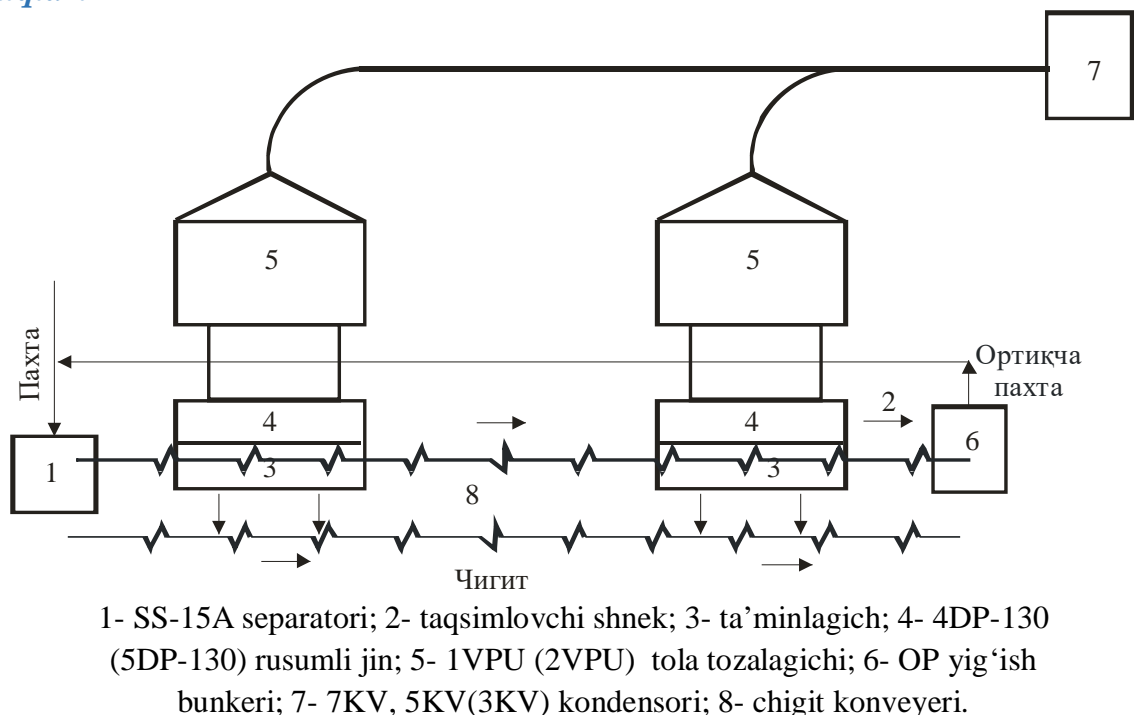 7
5
5
Пахта
Ортиқча
пахта
4
4
2
1
3
3
6
8
Чигит
1- SS-15A separatori; 2- taqsimlovchi shnek; 3- ta’minlagich; 4- 4DP-130
(5DP-130) rusumli jin; 5- 1VPU (2VPU) tola tozalagichi; 6- OP yig‘ish
bunkeri; 7- 7KV, 5KV(3KV) kondensori; 8- chigit konveyeri.